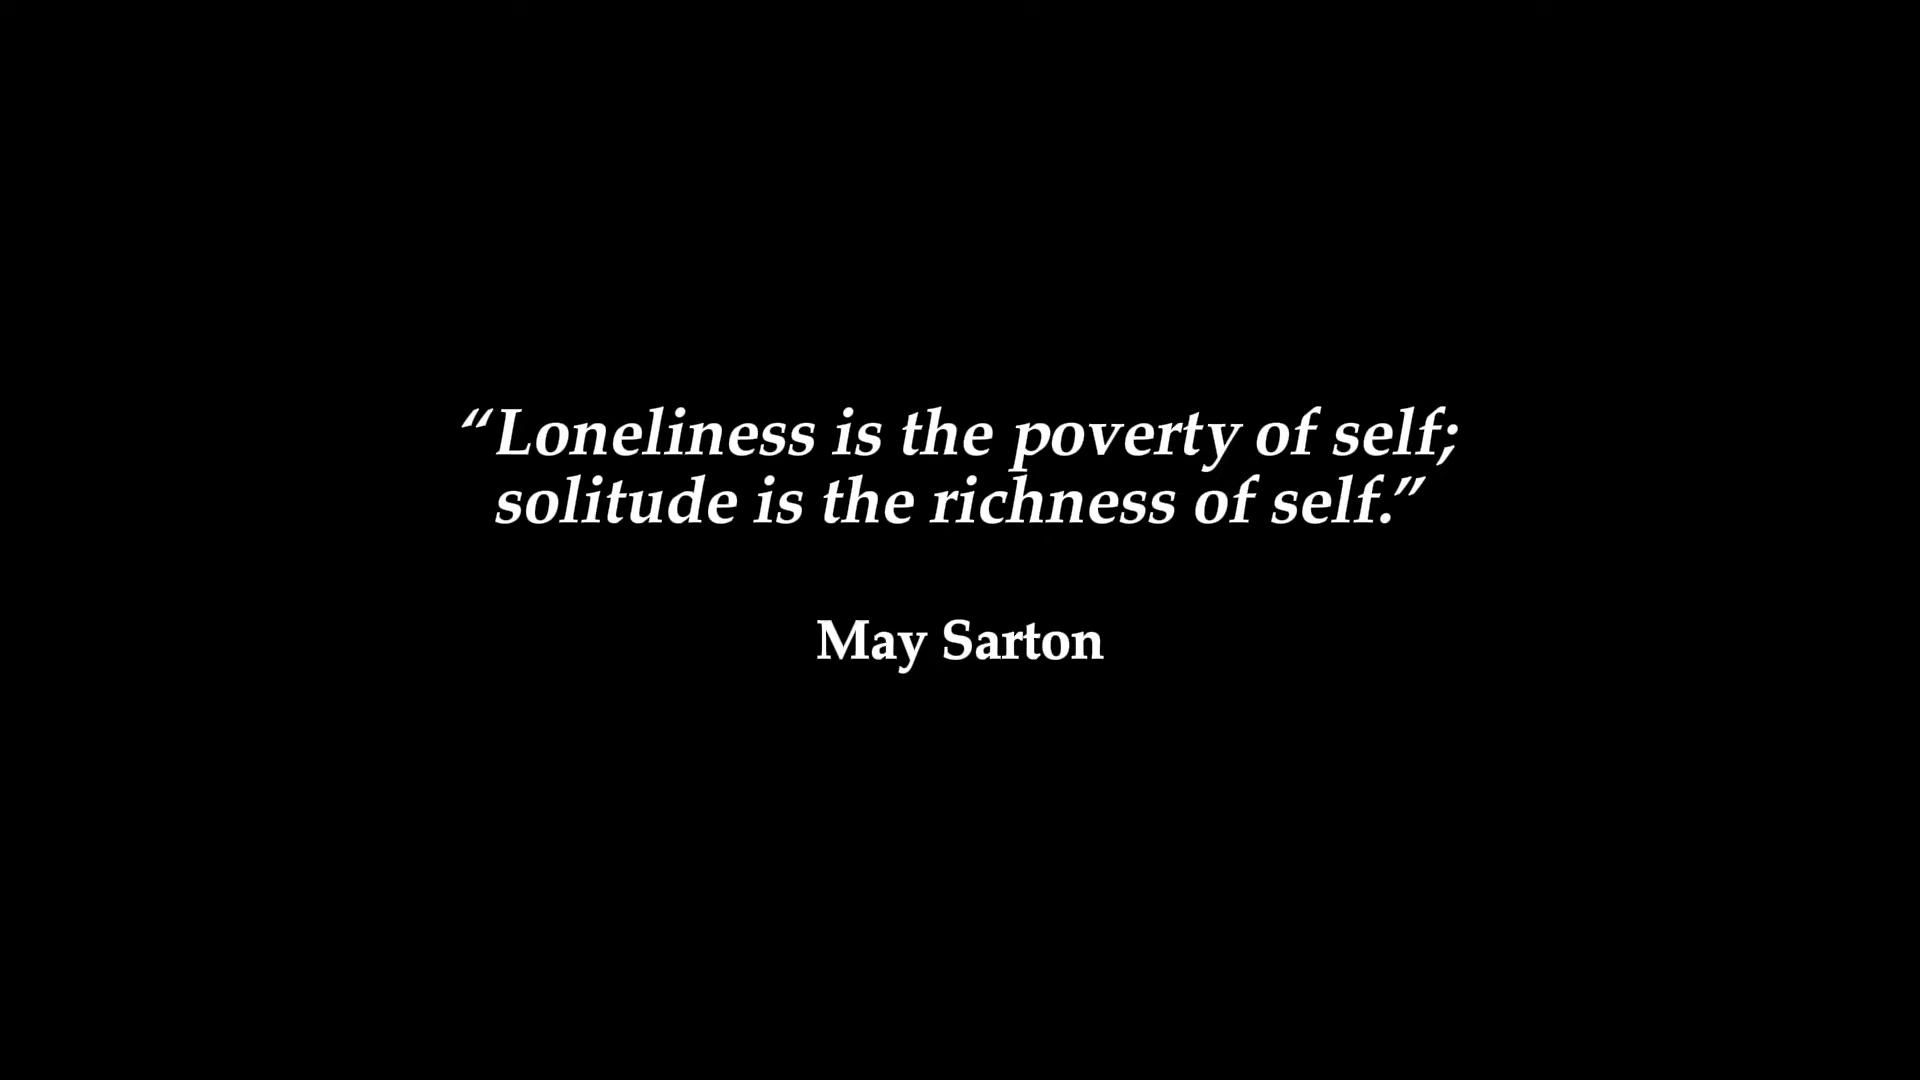 “Loneliness is the poverty of self;
solitude is the richness of self.”
May Sarton